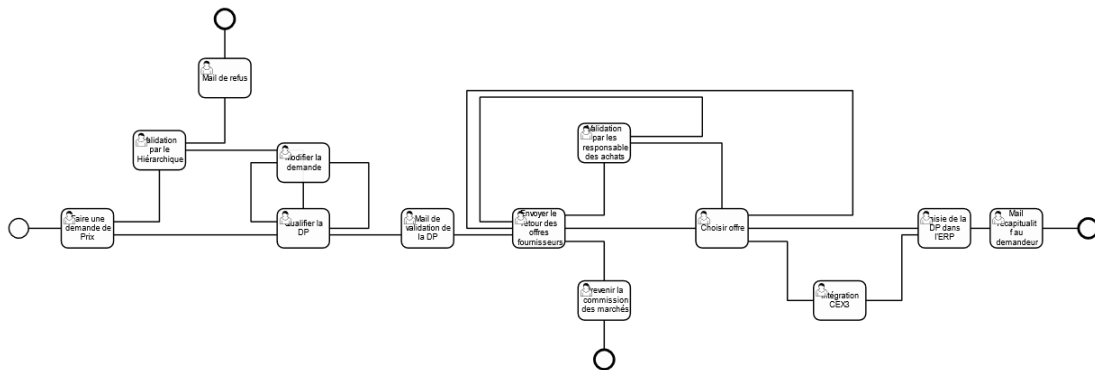 Mail de refus
Validation
par le
Hiérarchique
Modifier la
demande
Faire une
demande de
Prix
Qualifier la
DP
Mail de
validation de
la DP
Validation
par les
responsable
des achats
Envoyer le
retour des
offres
fournisseurs
Prevenir la
commission
des marchés
Choisir offre
Intégration
CEX3
Saisie de la
DP dans
l'ERP
Mail
récapitualit
f au
demandeur